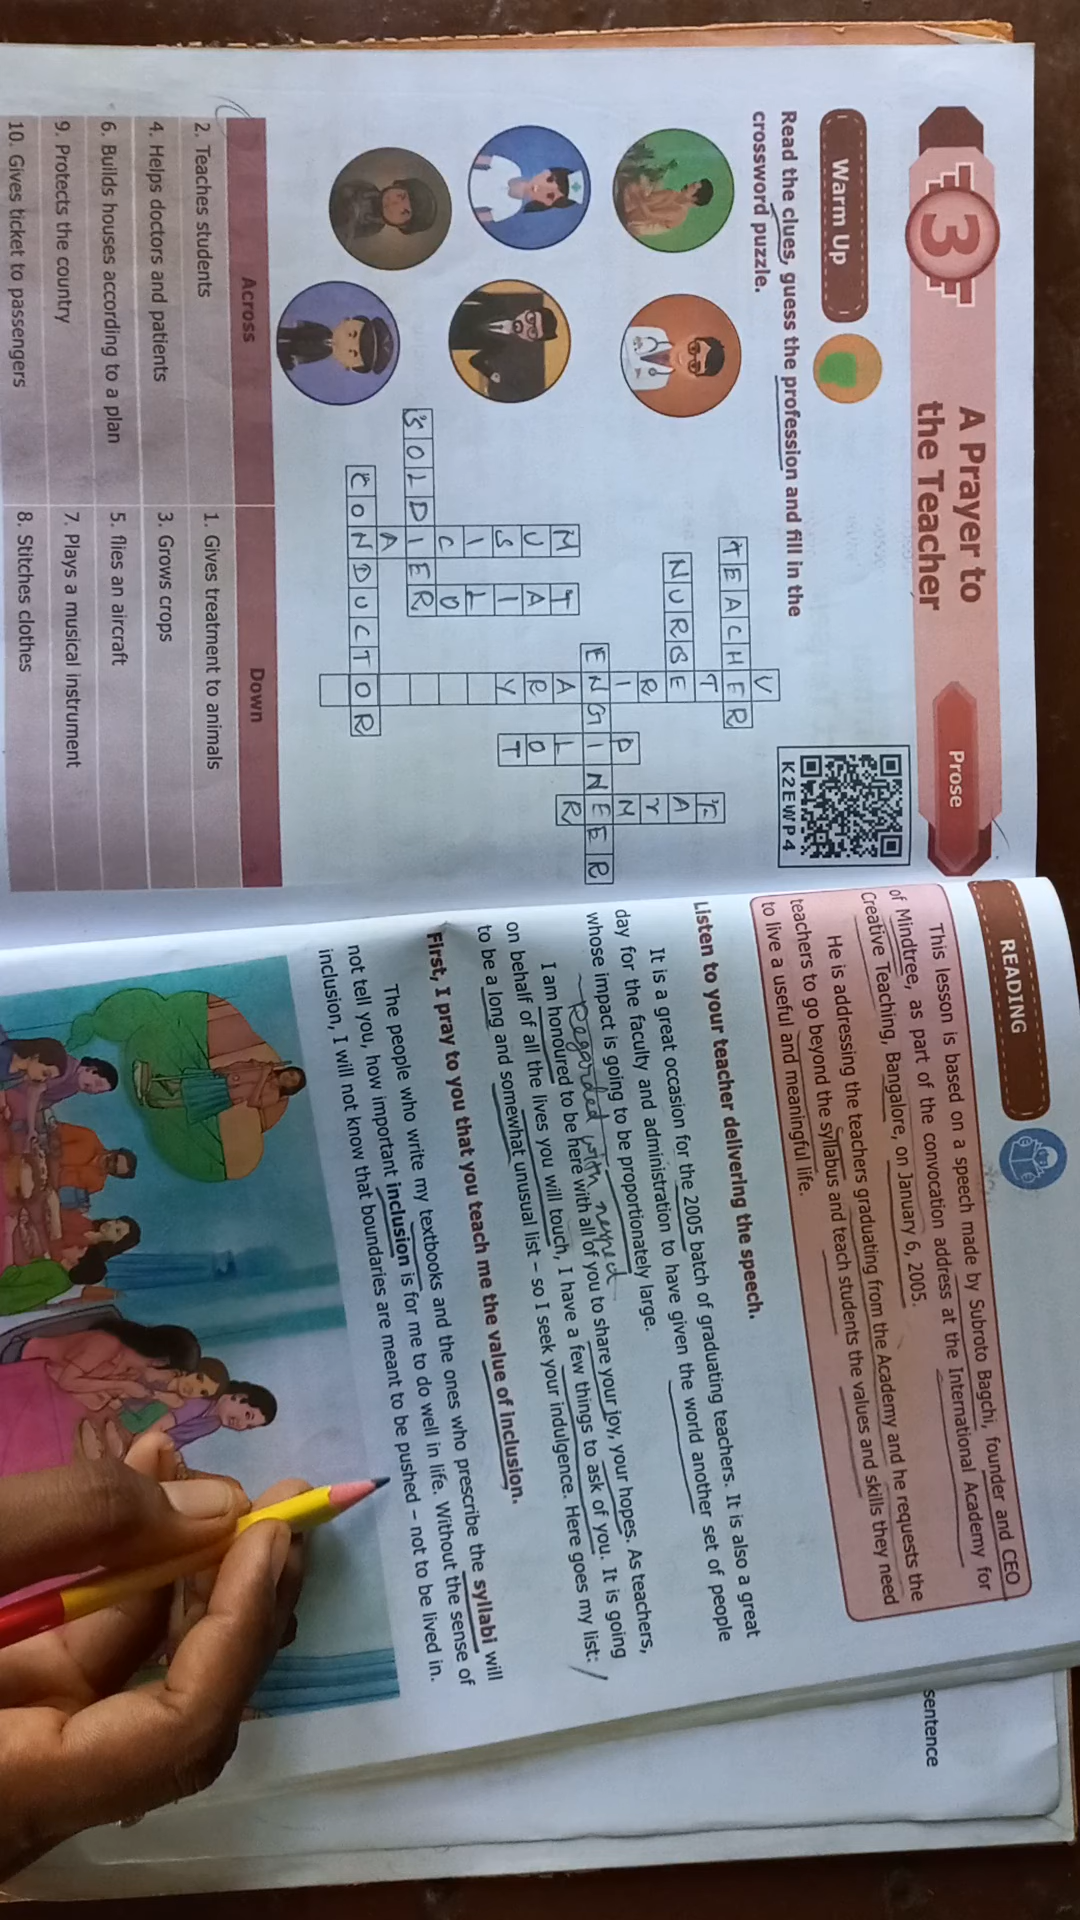 3
A Prayer to
the Teacher
Prose
Warm Up
K2EWP4
Read the clues, guess the profession and fill in the
crossword puzzle.
TEACHER
NURSE
ENGINEER
SOLDIER
CONDUCTOR
Across
Down
2. Teaches students
1. Gives treatment to animals
4. Helps doctors and patients
3. Grows crops
6. Builds houses according to a plan
5. flies an aircraft
9. Protects the country
7. Plays a musical instrument
10. Gives ticket to passengers
8. Stitches clothes
READING
This lesson is based on a speech made by Subroto Bagchi, founder and CEO
of Mindtree, as part of the convocation address at the International Academy for
Creative Teaching, Bangalore, on January 6, 2005.
He is addressing the teachers graduating from the Academy and he requests the
teachers to go beyond the syllabus and teach students the values and skills they need
to live a useful and meaningful life.
Listen to your teacher delivering the speech.
It is a great occasion for the 2005 batch of graduating teachers. It is also a great
day for the faculty and administration to have given the world another set of people
whose impact is going to be proportionately large.
Regarded with respect
I am honoured to be here with all of you to share your joy, your hopes. As teachers,
on behalf of all the lives you will touch, I have a few things to ask of you. It is going
to be a long and somewhat unusual list – so I seek your indulgence. Here goes my list:
First, I pray to you that you teach me the value of inclusion.
The people who write my textbooks and the ones who prescribe the syllabi will
not tell you, how important inclusion is for me to do well in life. Without the sense of
inclusion, I will not know that boundaries are meant to be pushed – not to be lived in.
sentence